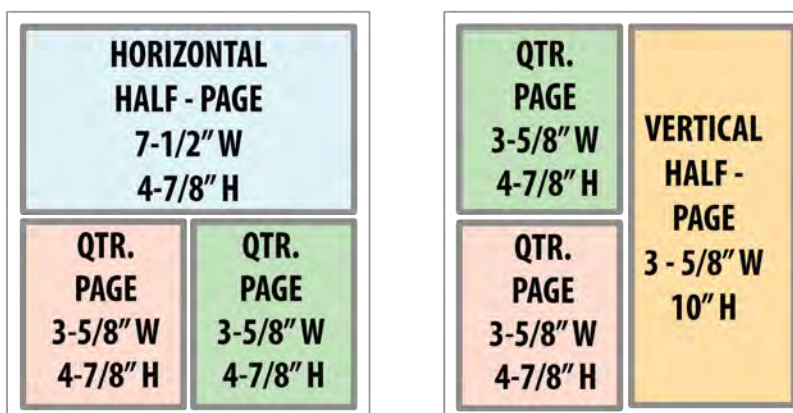 HORIZONTAL
HALF - PAGE
7-1/2" W
4-7/8" H
QTR.
PAGE
3-5/8" W
4-7/8" H
QTR.
PAGE
3-5/8" W
4-7/8" H
QTR.
PAGE
3-5/8" W
4-7/8" H
QTR.
PAGE
3-5/8" W
4-7/8" H
VERTICAL
HALF -
PAGE
3 - 5/8" W
10" H